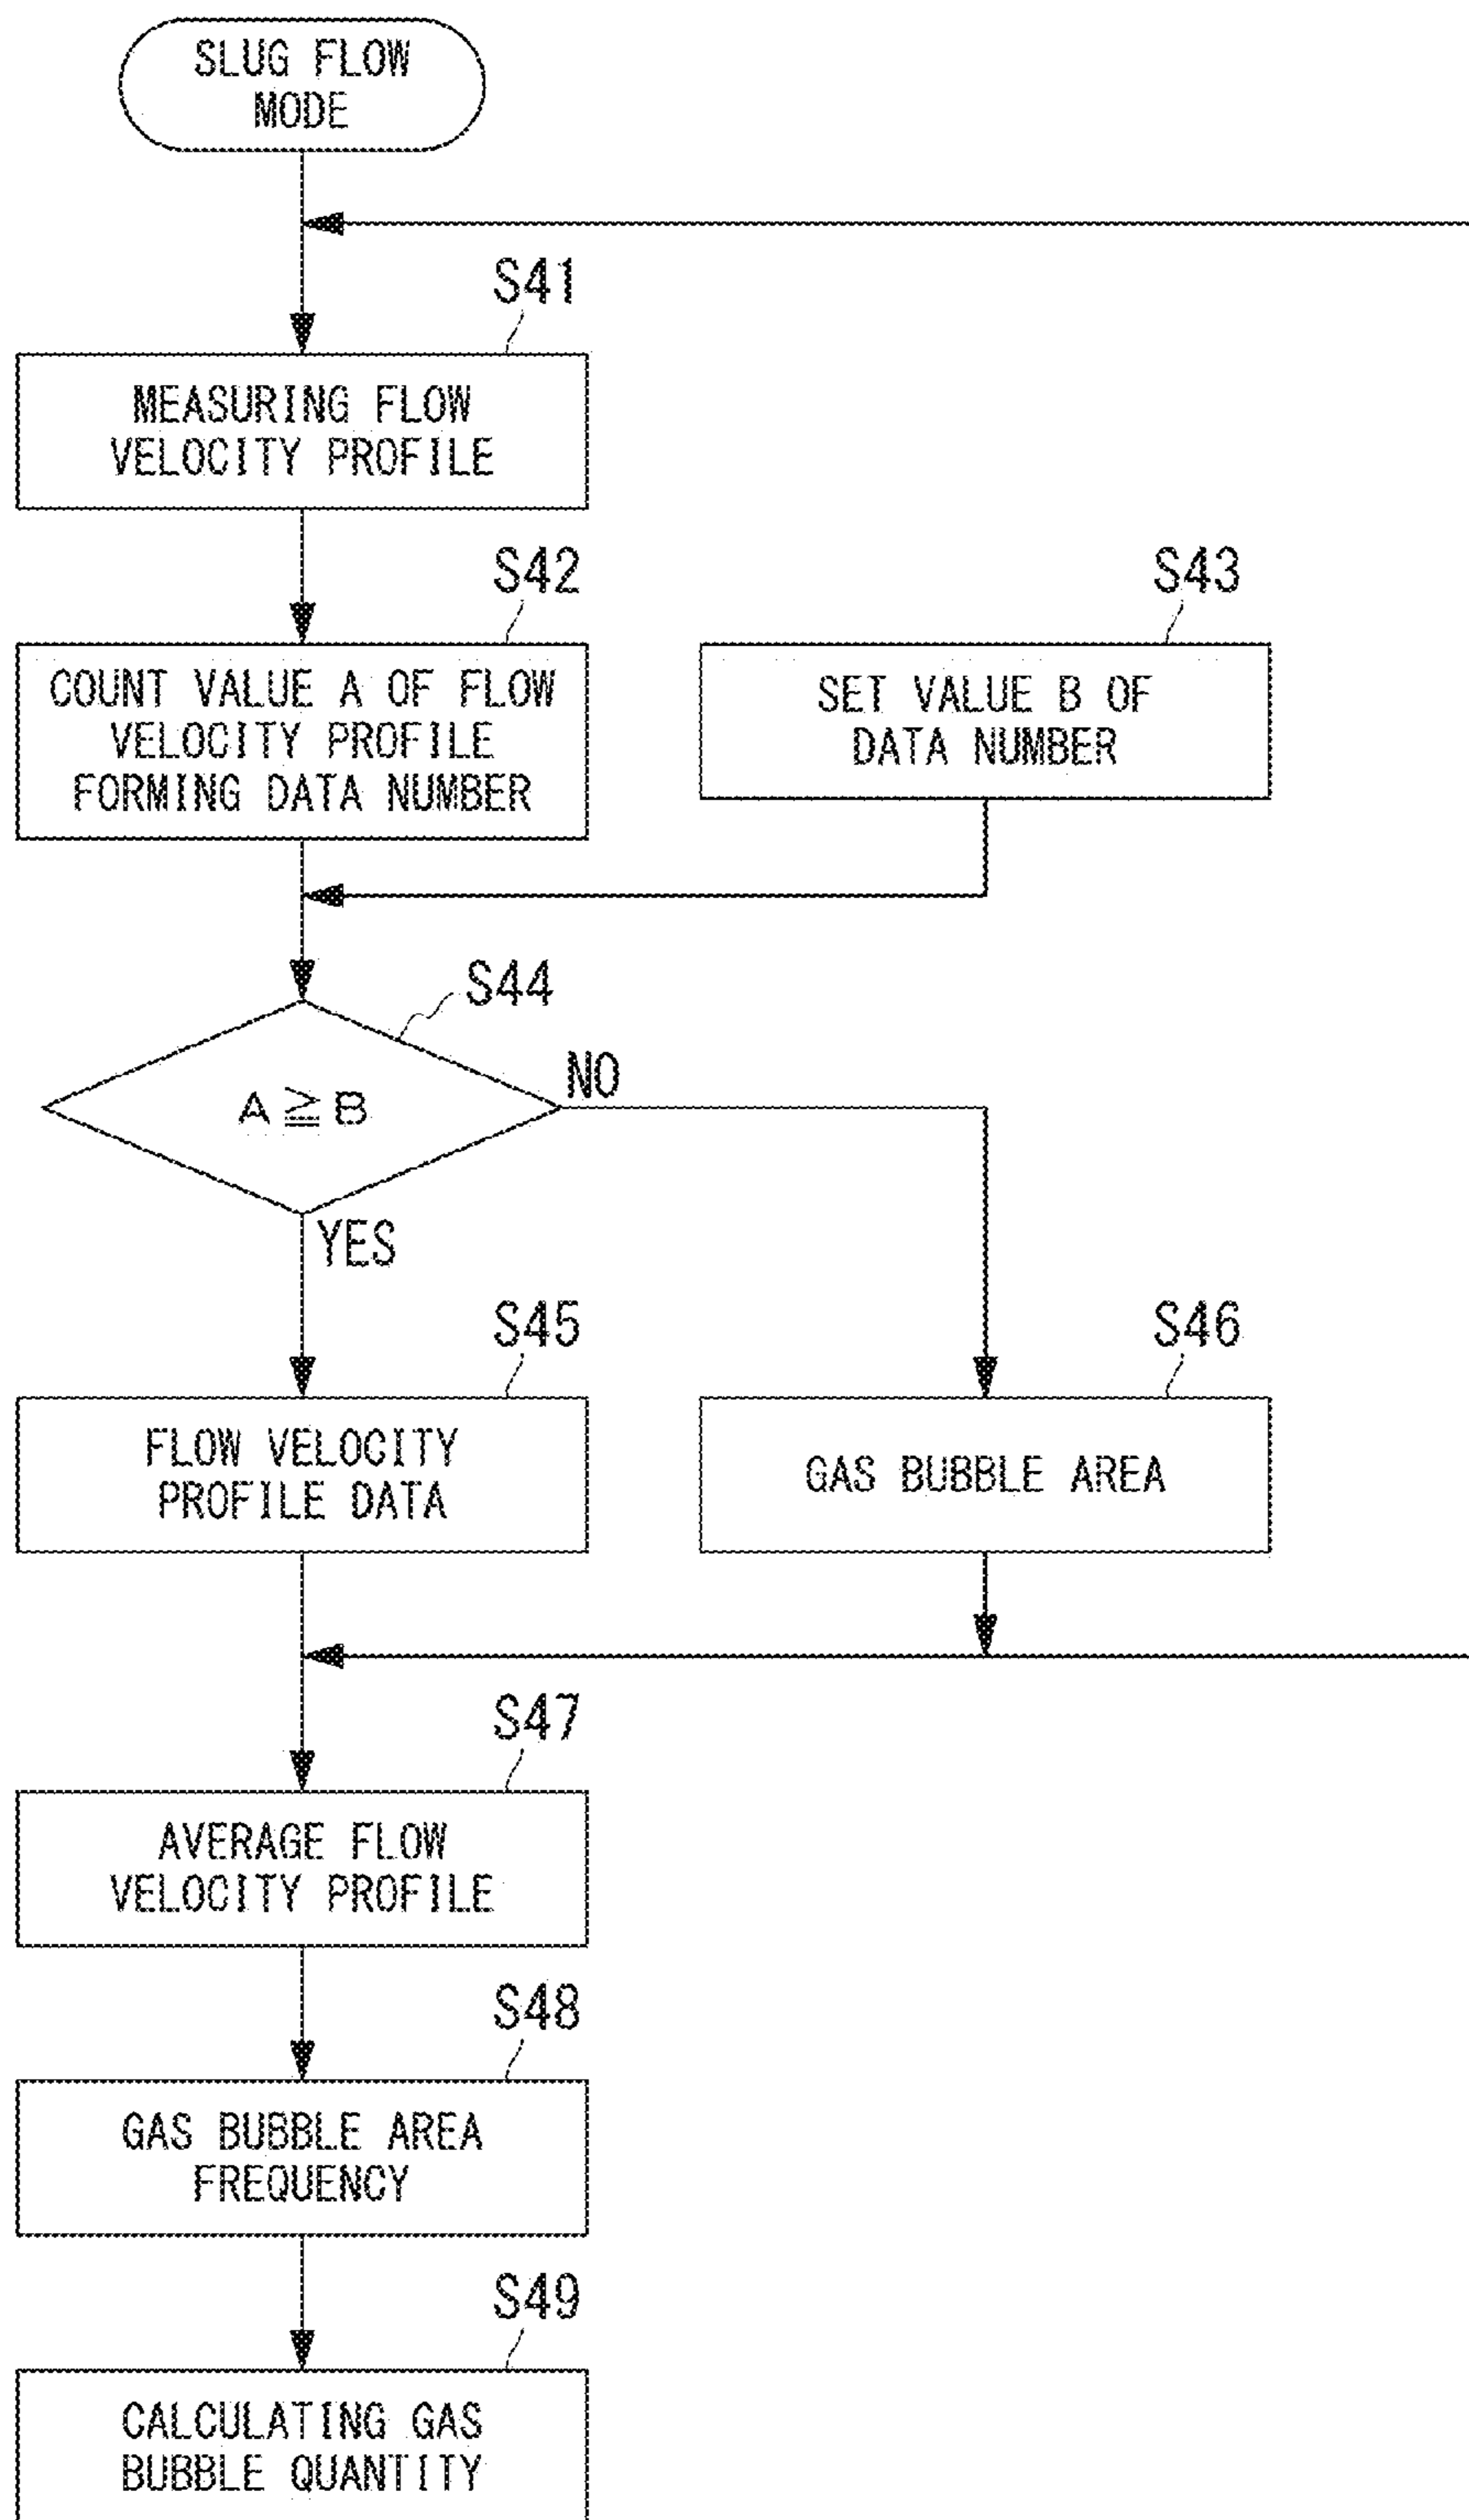 SLUG FLOW
MODE
S41
MEASURING FLOW
VELOCITY PROFILE
S42
COUNT VALUE A OF FLOW
VELOCITY PROFILE
FORMING DATA NUMBER
S43
SET VALUE B OF
DATA NUMBER
S44
A ≧ B
NO
YES
S45
FLOW VELOCITY
PROFILE DATA
S46
GAS BUBBLE AREA
S47
AVERAGE FLOW
VELOCITY PROFILE
S48
GAS BUBBLE AREA
FREQUENCY
S49
CALCULATING GAS
BUBBLE QUANTITY